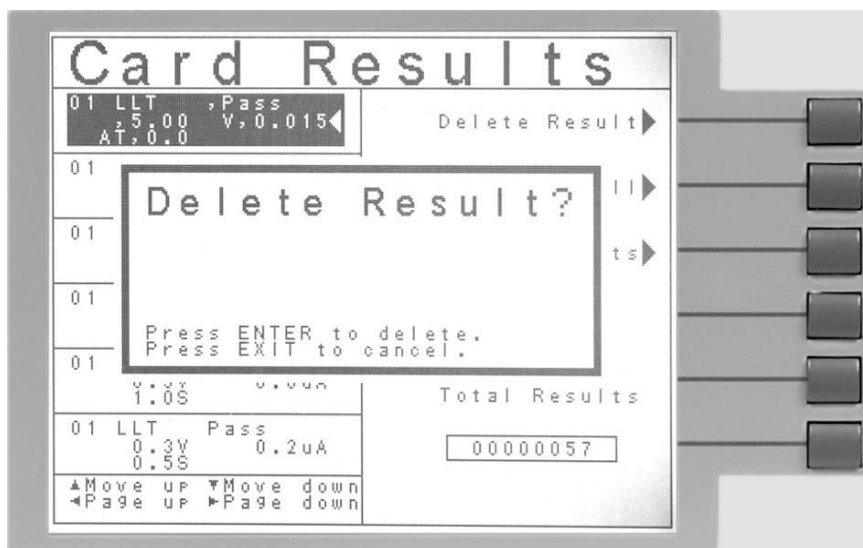 Card Results
01 LLT ,Pass
,5.00 V,0.015
AT,0.0
Delete Result
01
ll
01
ts
Delete Result?
01
Press ENTER to delete.
Press EXIT to cancel.
01
1.0S
Total Results
01 LLT Pass
0.3V 0.2uA
0.5S
00000057
▲Move up ▼Move down
◄Page up ►Page down